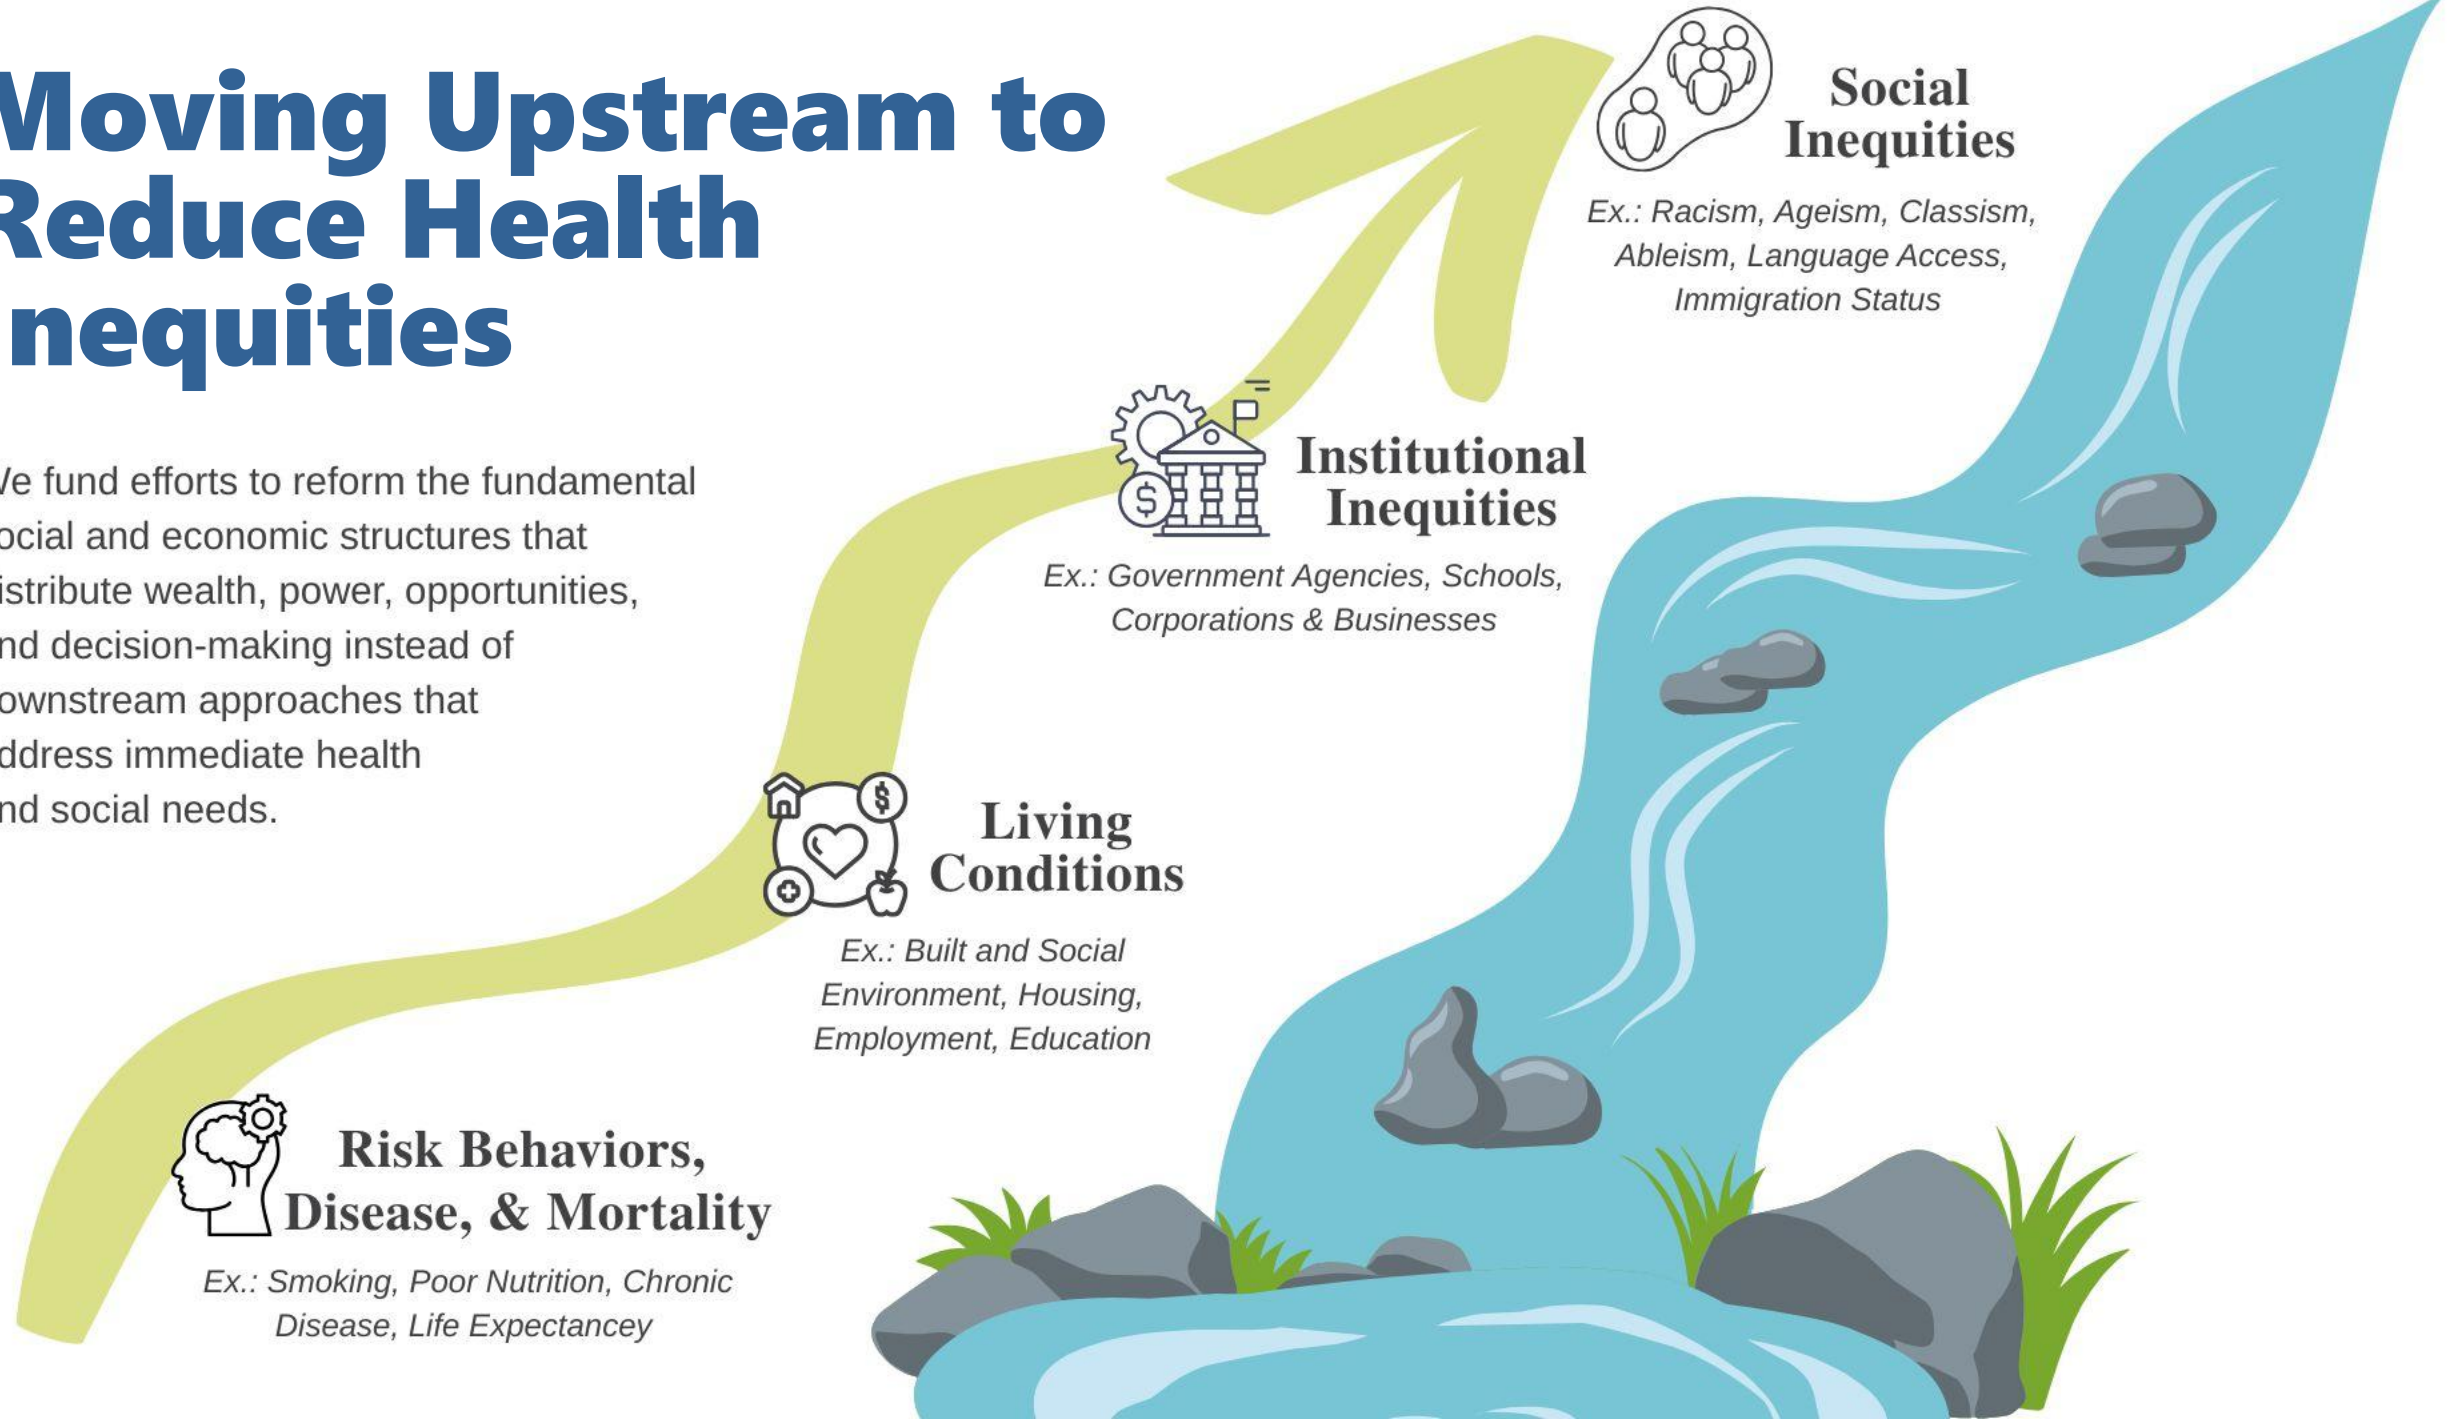 Moving Upstream to
Reduce Health
nequities
We fund efforts to reform the fundamental
ocial and economic structures that
istribute wealth, power, opportunities,
nd decision-making instead of
ownstream approaches that
ddress immediate health
nd social needs.
Social
Inequities
Ex.: Racism, Ageism, Classism,
Ableism, Language Access,
Immigration Status
Institutional
Inequities
Ex.: Government Agencies, Schools,
Corporations & Businesses
Living
Conditions
Ex.: Built and Social
Environment, Housing,
Employment, Education
Risk Behaviors,
Disease, & Mortality
Ex.: Smoking, Poor Nutrition, Chronic
Disease, Life Expectancey